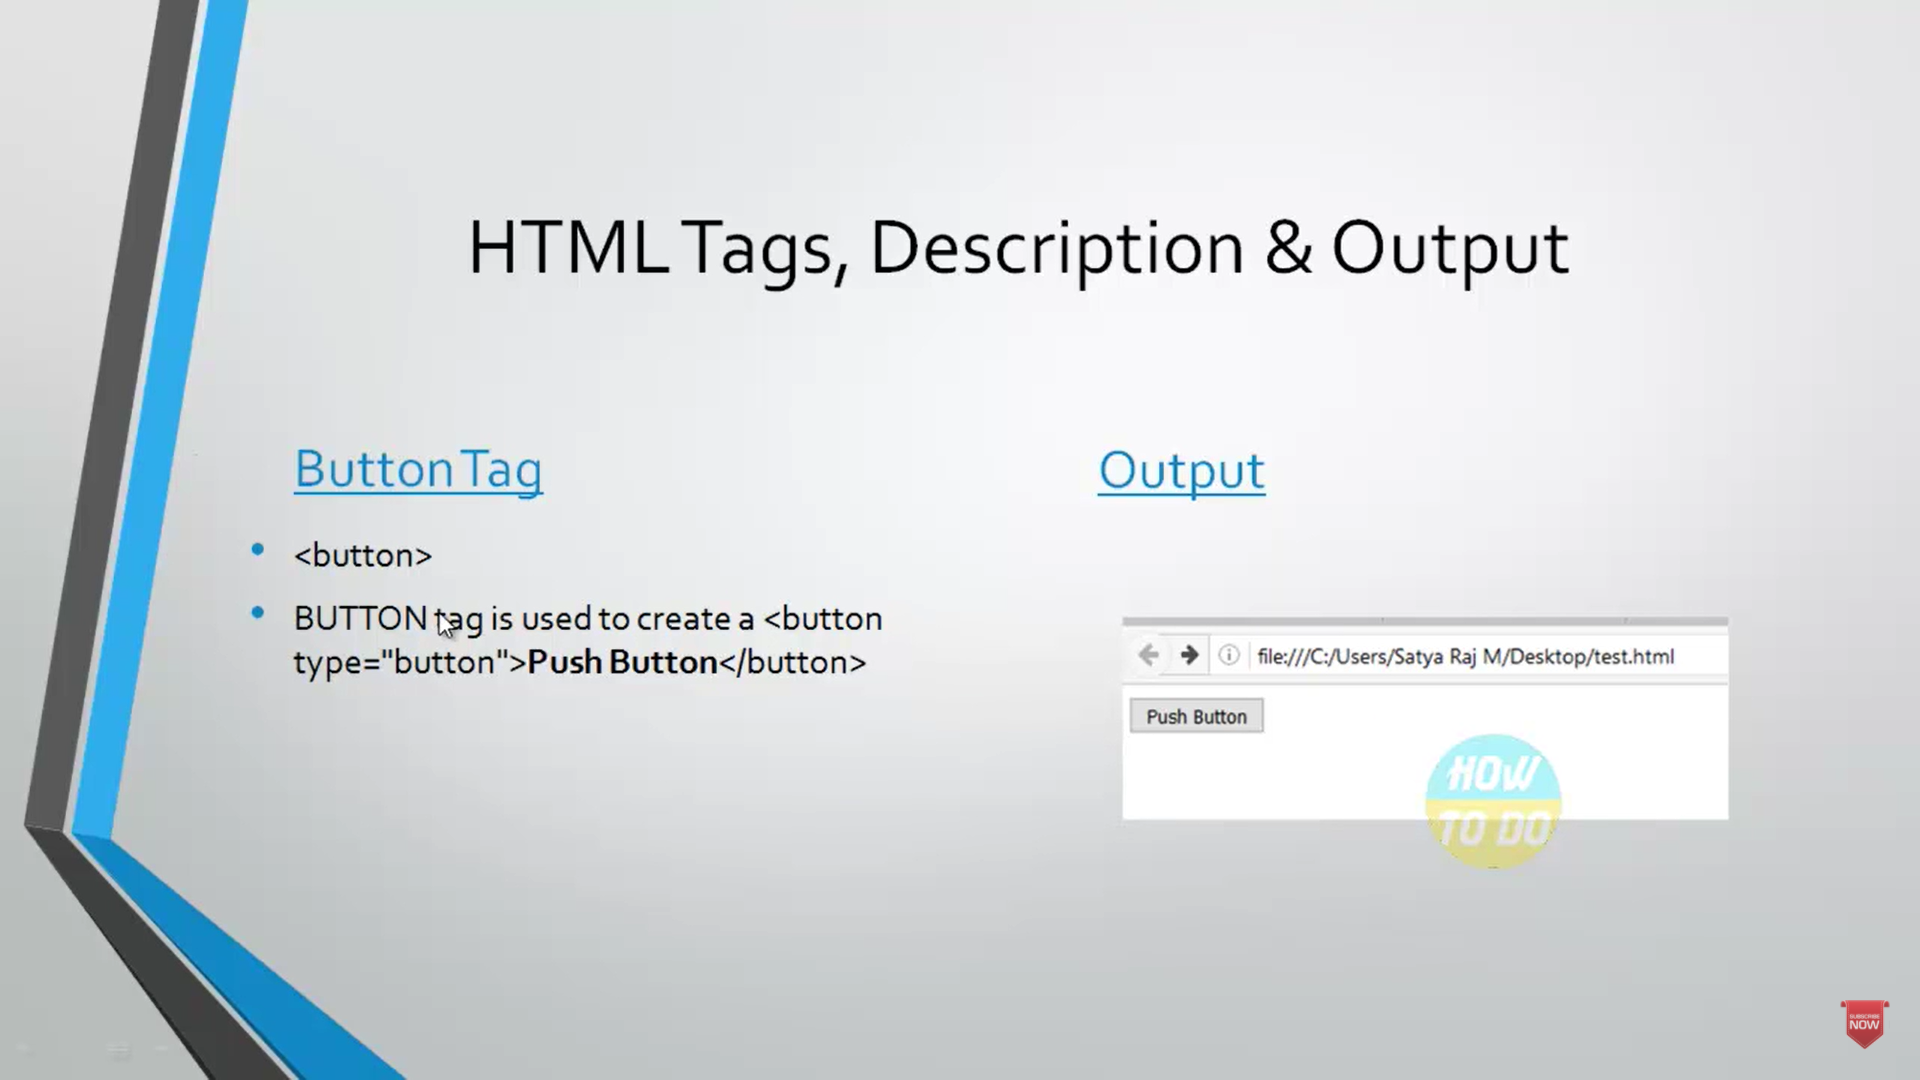 HTML Tags, Description & Output
Button Tag
<button>
BUTTON tag is used to create a <button
type="button">Push Button</button>
Output
file:///C:/Users/Satya Raj M/Desktop/test.html
Push Button
HOW
TO DO
SUBSCRIBE
NOW